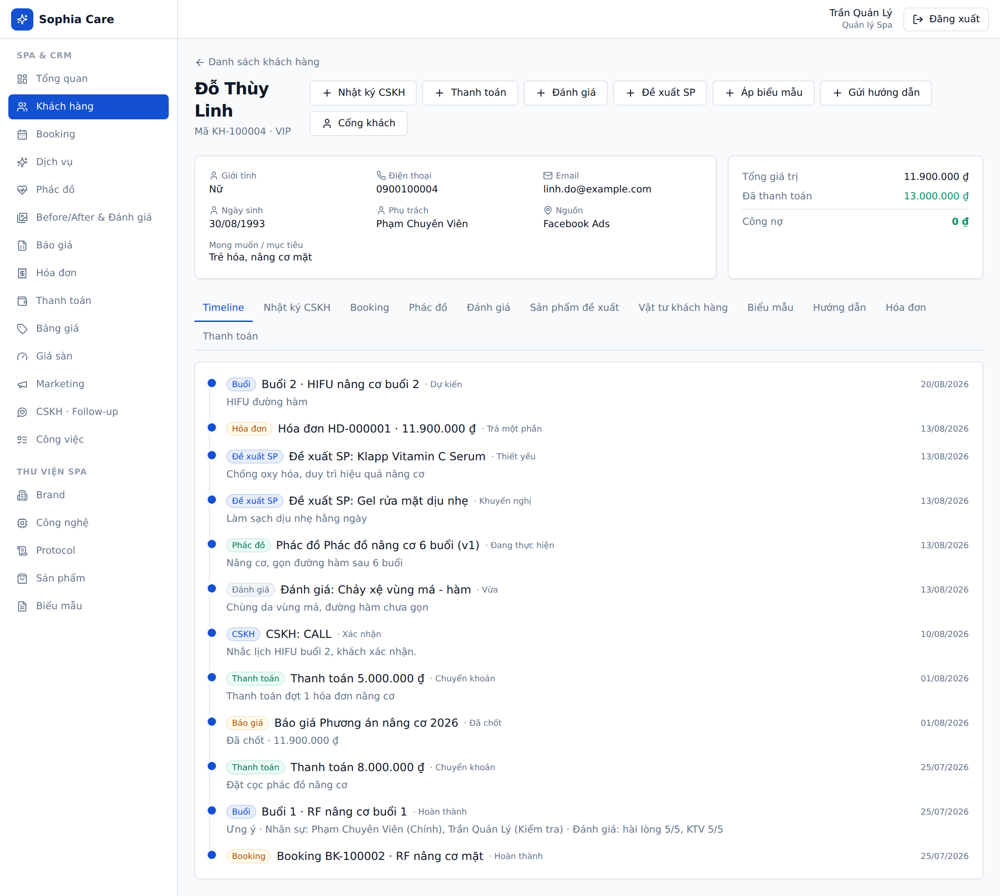 Sophia Care
Trần Quản Lý
Quản lý Spa
Đăng xuất
SPA & CRM
Tổng quan
Khách hàng
Booking
Dịch vụ
Phác đồ
Before/After & Đánh giá
Báo giá
Hóa đơn
Thanh toán
Bảng giá
Giá sàn
Marketing
CSKH · Follow-up
Công việc
THƯ VIỆN SPA
Brand
Công nghệ
Protocol
Sản phẩm
Biểu mẫu
Danh sách khách hàng
Đỗ Thùy
Linh
Mã KH-100004 · VIP
Nhật ký CSKH
Thanh toán
Đánh giá
Đề xuất SP
Áp biểu mẫu
Gửi hướng dẫn
Cổng khách
Giới tính
Nữ
Điện thoại
0900100004
Email
linh.do@example.com
Ngày sinh
30/08/1993
Phụ trách
Phạm Chuyên Viên
Nguồn
Facebook Ads
Mong muốn / mục tiêu
Trẻ hóa, nâng cơ mặt
Tổng giá trị 11.900.000 ₫
Đã thanh toán 13.000.000 ₫
Công nợ 0 ₫
Timeline Nhật ký CSKH Booking Phác đồ Đánh giá Sản phẩm đề xuất Vật tư khách hàng Biểu mẫu Hướng dẫn Hóa đơn
Thanh toán
Buổi Buổi 2 · HIFU nâng cơ buổi 2 · Dự kiến 20/08/2026
HIFU đường hàm
Hóa đơn Hóa đơn HD-000001 · 11.900.000 ₫ · Trả một phần 13/08/2026
Đề xuất SP Đề xuất SP: Klapp Vitamin C Serum · Thiết yếu 13/08/2026
Chống oxy hóa, duy trì hiệu quả nâng cơ
Đề xuất SP Đề xuất SP: Gel rửa mặt dịu nhẹ · Khuyến nghị 13/08/2026
Làm sạch dịu nhẹ hằng ngày
Phác đồ Phác đồ Phác đồ nâng cơ 6 buổi (v1) · Đang thực hiện 13/08/2026
Nâng cơ, gọn đường hàm sau 6 buổi
Đánh giá Đánh giá: Chảy xệ vùng má - hàm · Vừa 13/08/2026
Chùng da vùng má, đường hàm chưa gọn
CSKH CSKH: CALL · Xác nhận 10/08/2026
Nhắc lịch HIFU buổi 2, khách xác nhận.
Thanh toán Thanh toán 5.000.000 ₫ · Chuyển khoản 01/08/2026
Thanh toán đợt 1 hóa đơn nâng cơ
Báo giá Báo giá Phương án nâng cơ 2026 · Đã chốt 01/08/2026
Đã chốt · 11.900.000 ₫
Thanh toán Thanh toán 8.000.000 ₫ · Chuyển khoản 25/07/2026
Đặt cọc phác đồ nâng cơ
Buổi Buổi 1 · RF nâng cơ buổi 1 · Hoàn thành 25/07/2026
Ưng ý · Nhân sự: Phạm Chuyên Viên (Chính), Trần Quản Lý (Kiểm tra) · Đánh giá: hài lòng 5/5, KTV 5/5
Booking Booking BK-100002 · RF nâng cơ mặt · Hoàn thành 25/07/2026